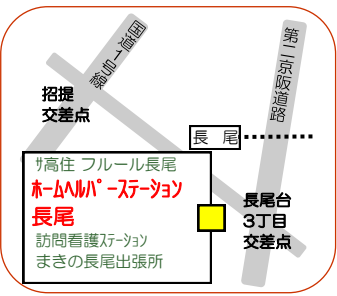 国道1号線
第二京阪道路
招提
交差点
長　尾
ｻ高住 フルール長尾
ﾎｰﾑﾍﾙﾊﾟｰｽﾃｰｼｮﾝ
長尾
訪問看護ｽﾃｰｼｮﾝ
まきの長尾出張所
長尾台
3丁目
交差点